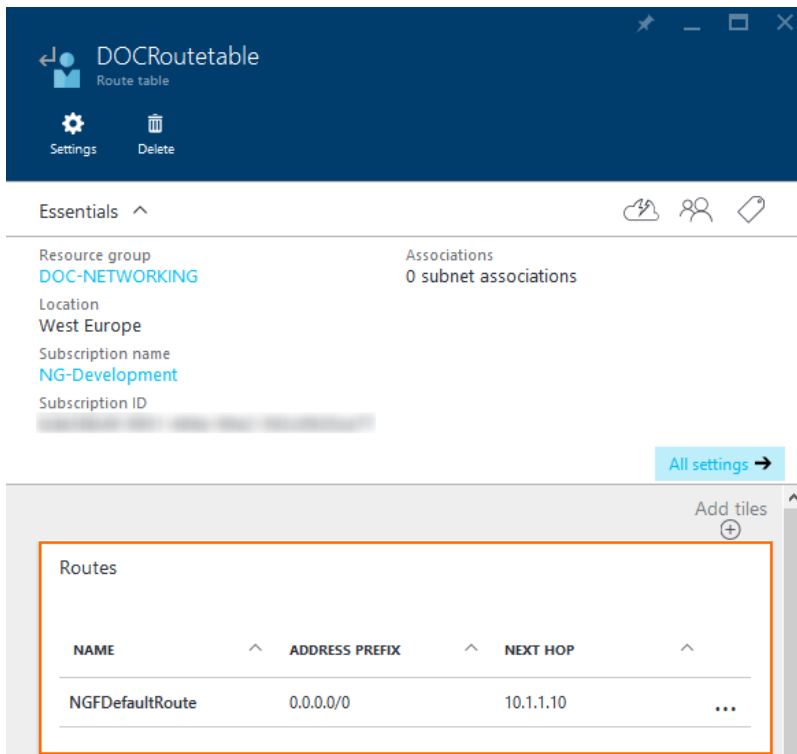 DOCRoutetable
Route table
Settings Delete
Essentials
Resource group Associations
DOC-NETWORKING 0 subnet associations
Location
West Europe
Subscription name
NG-Development
Subscription ID
All settings
Add tiles
Routes
NAME ADDRESS PREFIX NEXT HOP
NGFDefaultRoute 0.0.0.0/0 10.1.1.10 ...